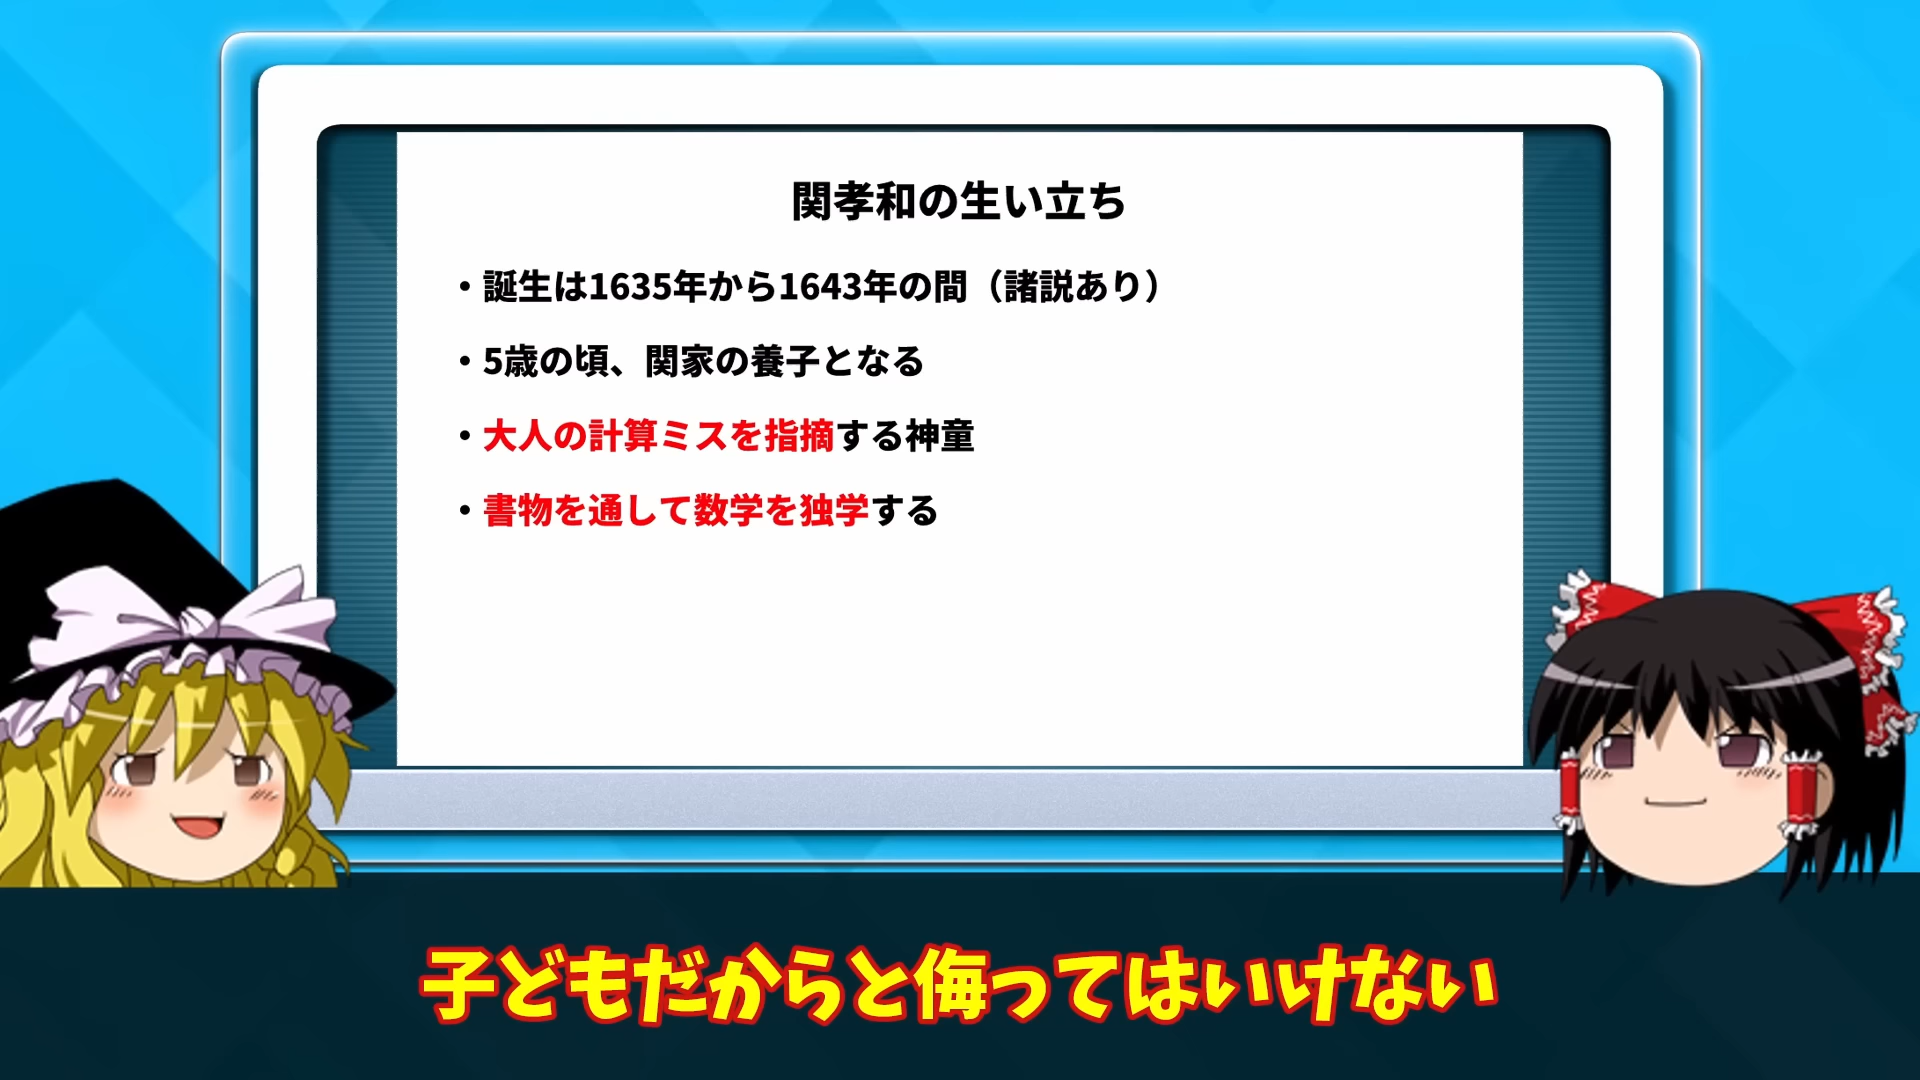 関孝和の生い立ち
・誕生は1635年から1643年の間（諸説あり）
・5歳の頃、関家の養子となる
・大人の計算ミスを指摘する神童
・書物を通して数学を独学する
子どもだからと侮ってはいけない